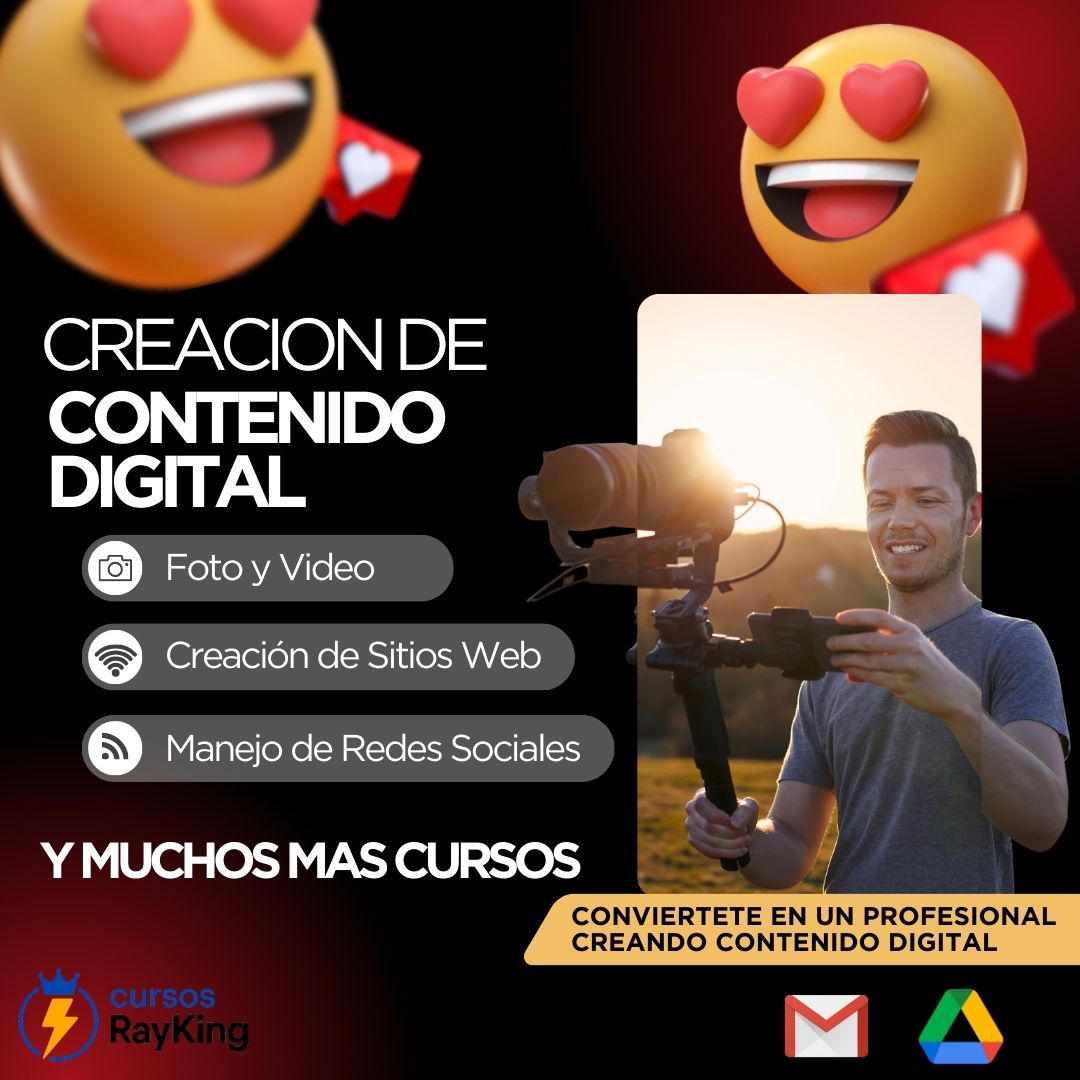 CREACION DE
CONTENIDO
DIGITAL
Foto y Video
Creación de Sitios Web
Manejo de Redes Sociales
Y MUCHOS MAS CURSOS
CONVIERTETE EN UN PROFESIONAL
CREANDO CONTENIDO DIGITAL
cursos
RayKing